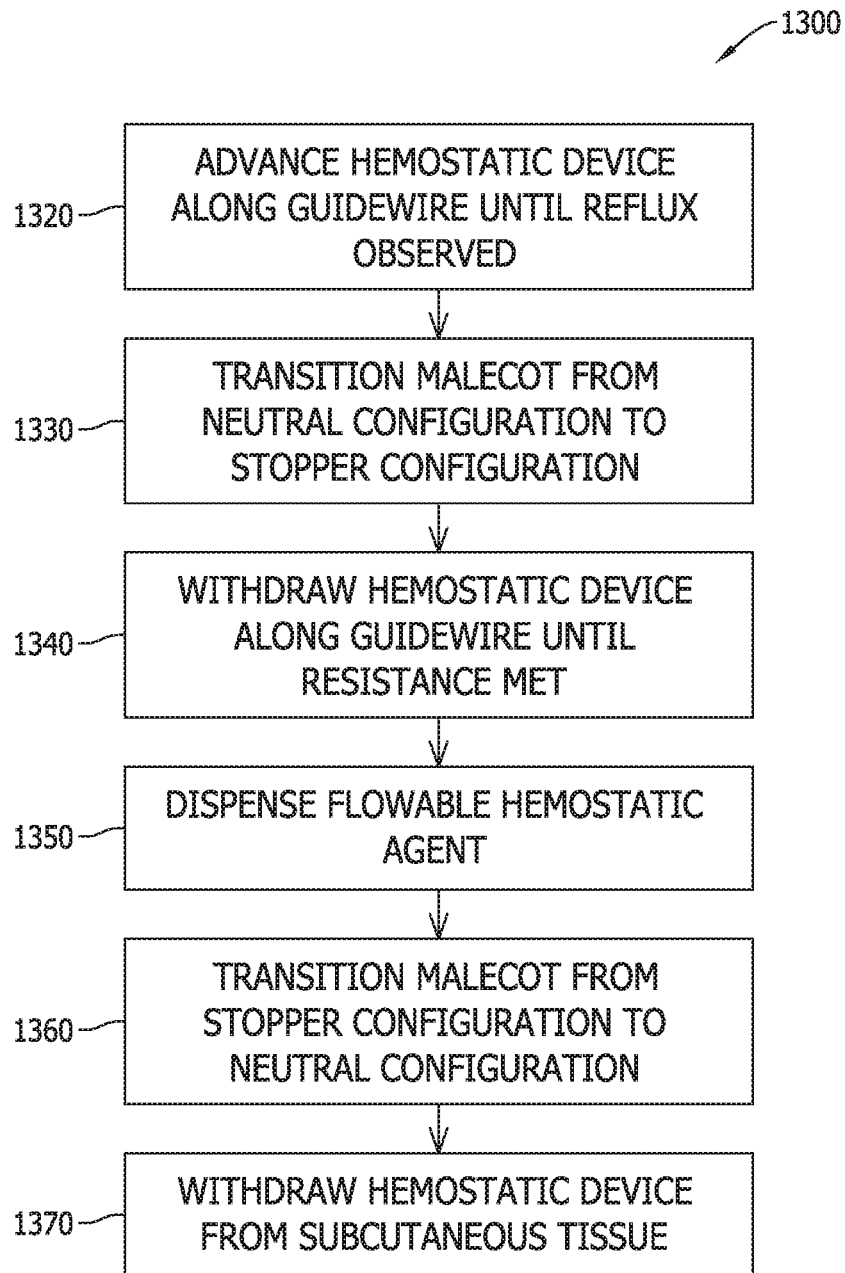 1300
1320
ADVANCE HEMOSTATIC DEVICE
ALONG GUIDEWIRE UNTIL REFLUX
OBSERVED
1330
TRANSITION MALECOT FROM
NEUTRAL CONFIGURATION TO
STOPPER CONFIGURATION
1340
WITHDRAW HEMOSTATIC DEVICE
ALONG GUIDEWIRE UNTIL
RESISTANCE MET
1350
DISPENSE FLOWABLE HEMOSTATIC
AGENT
1360
TRANSITION MALECOT FROM
STOPPER CONFIGURATION TO
NEUTRAL CONFIGURATION
1370
WITHDRAW HEMOSTATIC DEVICE
FROM SUBCUTANEOUS TISSUE